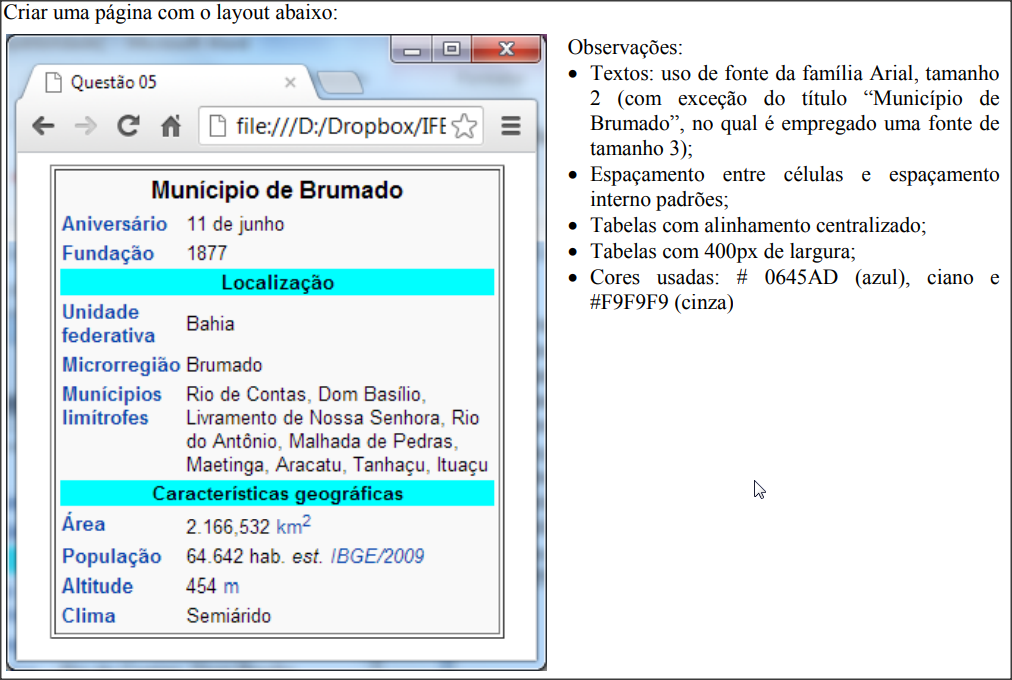 Criar uma página com o layout abaixo:
Questão 05
file:///D:/Dropbox/IFE
Munícipio de Brumado
Aniversário 11 de junho
Fundação 1877
Localização
Unidade
federativa
Bahia
Microrregião Brumado
Munícipios
limítrofes
Rio de Contas, Dom Basílio,
Livramento de Nossa Senhora, Rio
do Antônio, Malhada de Pedras,
Maetinga, Aracatu, Tanhaçu, Ituaçu
Características geográficas
Área 2.166,532 km²
População 64.642 hab. est. IBGE/2009
Altitude 454 m
Clima Semiárido
Observações:
• Textos: uso de fonte da família Arial, tamanho
2 (com exceção do título “Município de
Brumado”, no qual é empregado uma fonte de
tamanho 3);
• Espaçamento entre células e espaçamento
interno padrões;
• Tabelas com alinhamento centralizado;
• Tabelas com 400px de largura;
• Cores usadas: # 0645AD (azul), ciano e
#F9F9F9 (cinza)